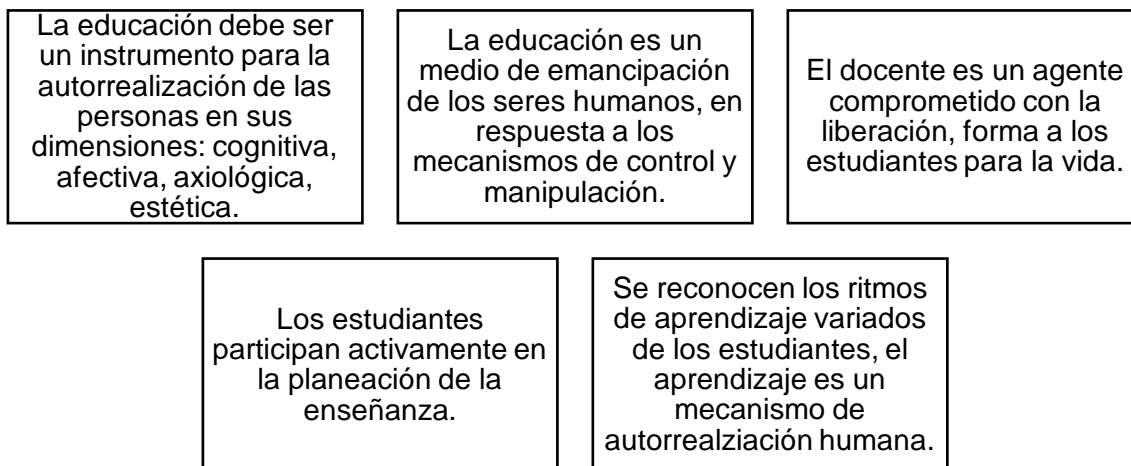 La educación debe ser
un instrumento para la
autorrealización de las
personas en sus
dimensiones: cognitiva,
afectiva, axiológica,
estética.
La educación es un
medio de emancipación
de los seres humanos, en
respuesta a los
mecanismos de control y
manipulación.
El docente es un agente
comprometido con la
liberación, forma a los
estudiantes para la vida.
Los estudiantes
participan activamente en
la planeación de la
enseñanza.
Se reconocen los ritmos
de aprendizaje variados
de los estudiantes, el
aprendizaje es un
mecanismo de
autorrealziación humana.